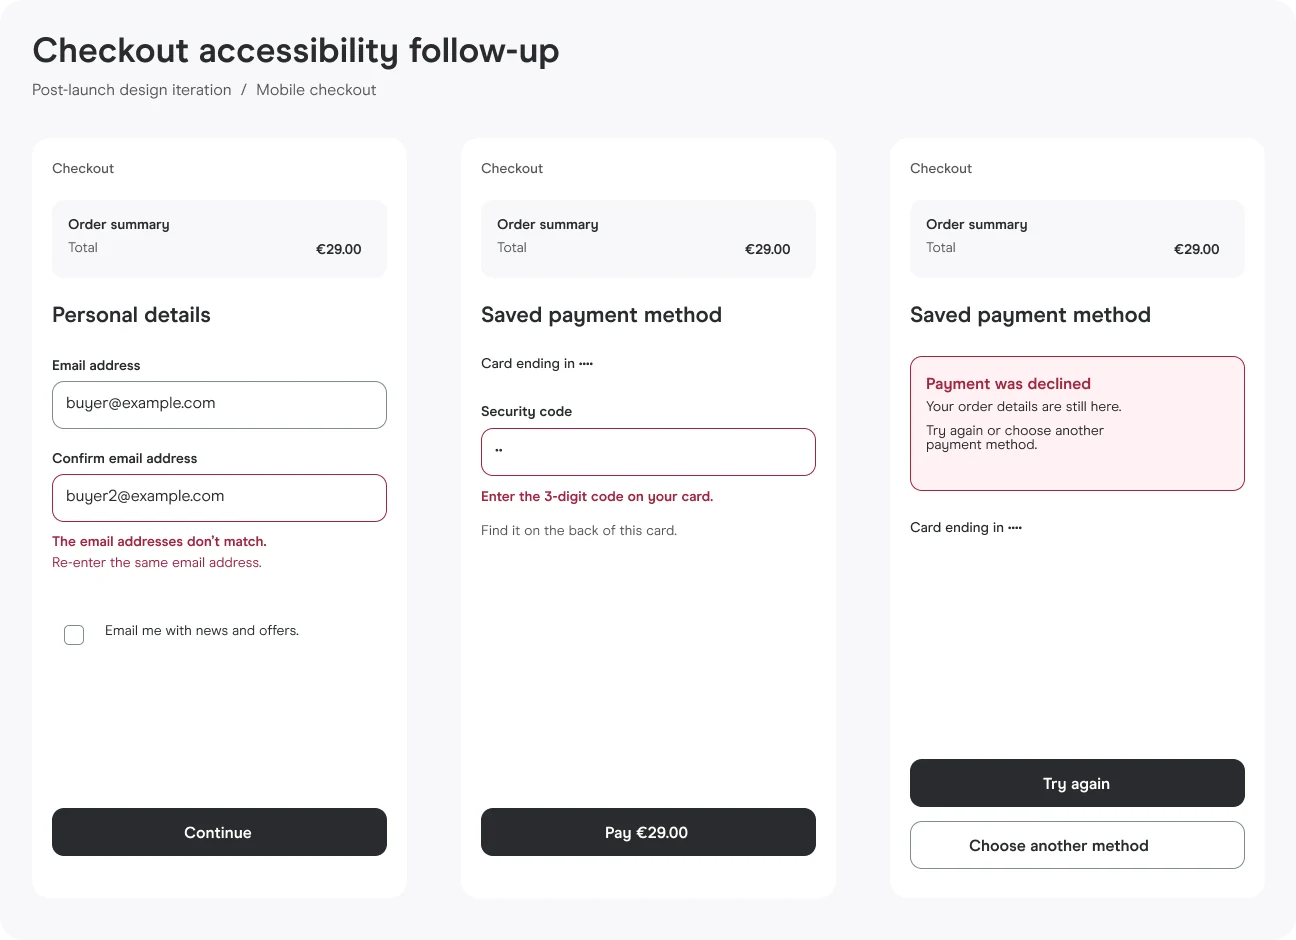 Checkout accessibility follow-up
Post-launch design iteration / Mobile checkout
Checkout
Order summary
Total
€29.00
Personal details
Email address
buyer@example.com
Confirm email address
buyer2@example.com
The email addresses don't match.
Re-enter the same email address.
Email me with news and offers.
Continue
Checkout
Order summary
Total
€29.00
Saved payment method
Card ending in ••••
Security code
••
Enter the 3-digit code on your card.
Find it on the back of this card.
Pay €29.00
Checkout
Order summary
Total
€29.00
Saved payment method
Payment was declined
Your order details are still here.
Try again or choose another
payment method.
Card ending in ••••
Try again
Choose another method